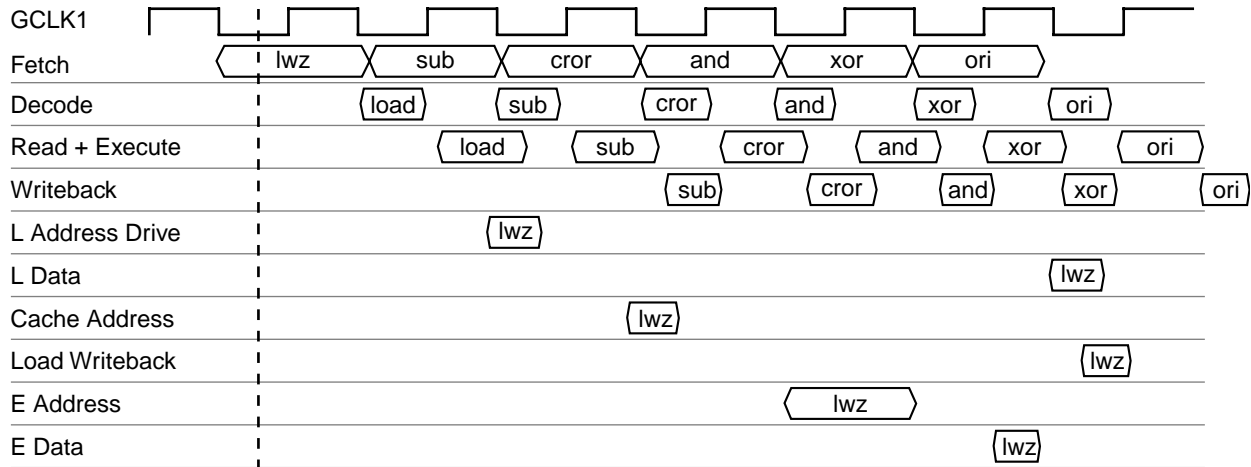 GCLK1
Fetch lwz sub cror and xor ori
Decode load sub cror and xor ori
Read + Execute load sub cror and xor ori
Writeback sub cror and xor ori
L Address Drive lwz
L Data lwz
Cache Address lwz
Load Writeback lwz
E Address lwz
E Data lwz